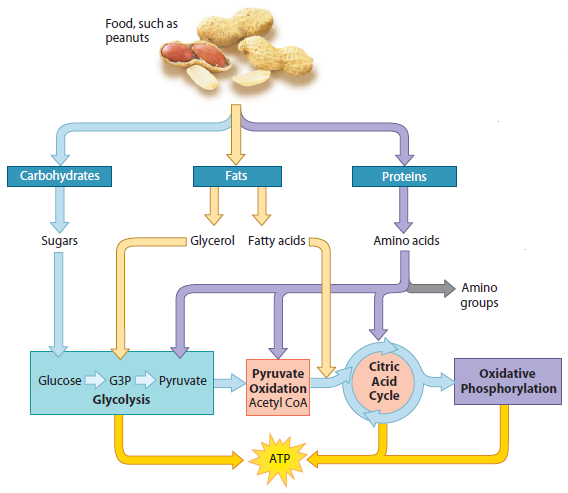 Food, such as
peanuts
Carbohydrates
Fats
Proteins
Sugars
Glycerol
Fatty acids
Amino acids
Amino
groups
Glucose
G3P
Pyruvate
Glycolysis
Pyruvate
Oxidation
Acetyl CoA
Citric
Acid
Cycle
Oxidative
Phosphorylation
ATP